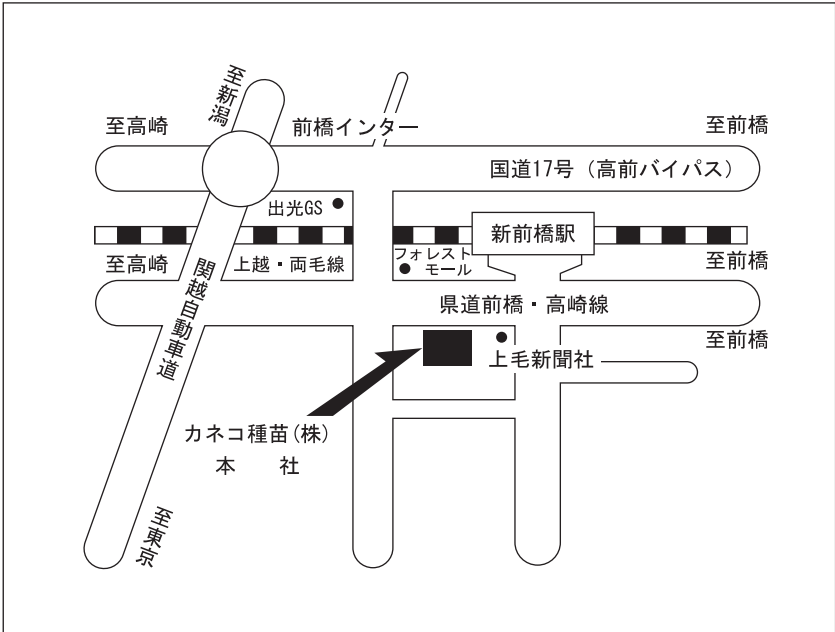 至新潟
至高崎
前橋インター
至前橋
国道17号（高前バイパス）
出光GS
新前橋駅
至高崎
上越・両毛線
フォレスト
モール
至前橋
関越自動車道
県道前橋・高崎線
至前橋
上毛新聞社
カネコ種苗(株)
本　　社
至東京